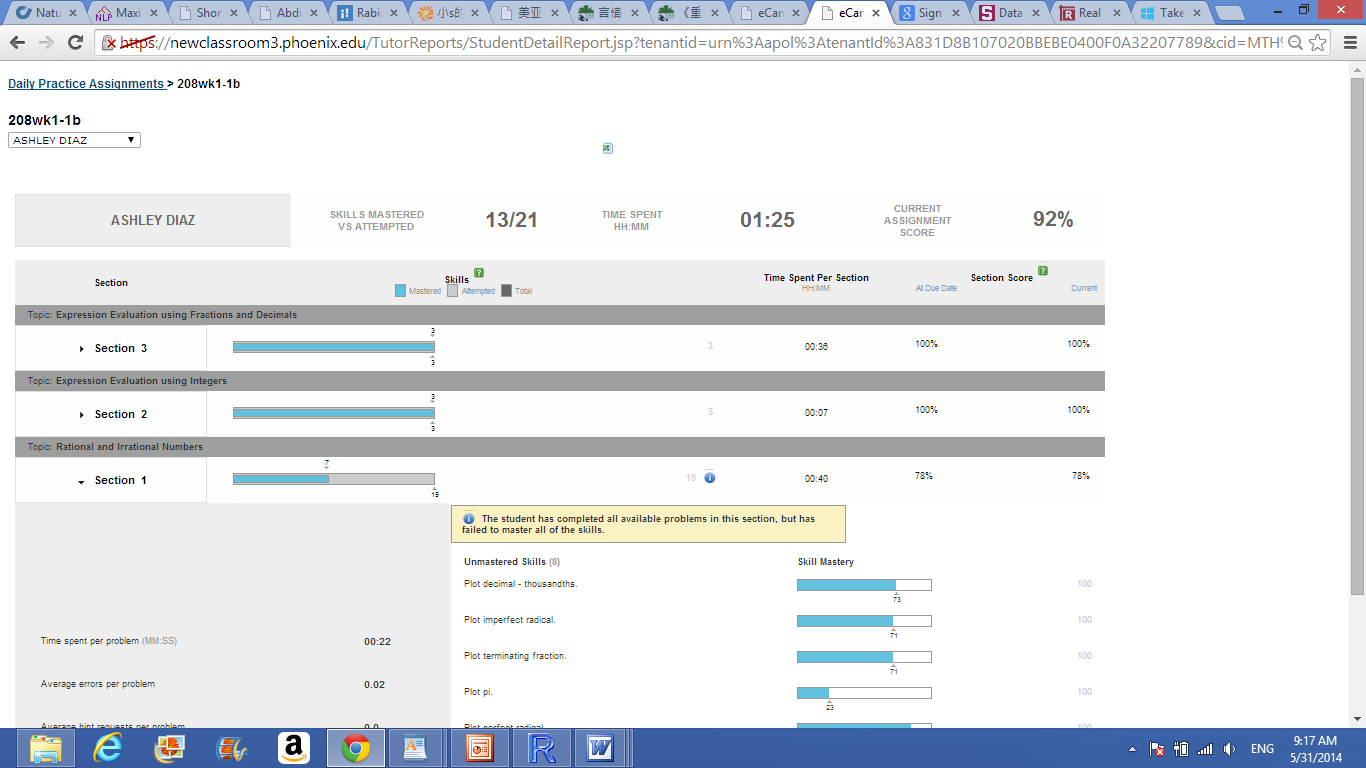 Natu
Maxi
Shor
Abdu
Rabia
小s的
美亚
言情
《重
eCan
eCar
Sign
Data
Real
Take
https://newclassroom3.phoenix.edu/TutorReports/StudentDetailReport.jsp?tenantid=urn%3Aapol%3AtenantId%3A831D8B107020BBEBE0400F0A32207789&cid=MTH%
Daily Practice Assignments > 208wk1-1b
208wk1-1b
ASHLEY DIAZ
ASHLEY DIAZ
SKILLS MASTERED
VS ATTEMPTED
13/21
TIME SPENT
HH:MM
01:25
CURRENT
ASSIGNMENT
SCORE
92%
Section
Skills
Mastered Attempted Total
Time Spent Per Section
HH:MM
Section Score
At Due Date Current
Topic: Expression Evaluation using Fractions and Decimals
Section 3
3
3
3
00:36
100%
100%
Topic: Expression Evaluation using Integers
Section 2
3
3
3
00:07
100%
100%
Topic: Rational and Irrational Numbers
Section 1
7
15
15
00:40
78%
78%
The student has completed all available problems in this section, but has
failed to master all of the skills.
Unmastered Skills (8) Skill Mastery
Plot decimal - thousandths.
73
100
Plot imperfect radical.
71
100
Plot terminating fraction.
71
100
Plot pi.
23
100
Plot perfect radical.
100
Time spent per problem (MM:SS) 00:22
Average errors per problem 0.02
Average hint requests per problem 0.0
ENG
9:17 AM
5/31/2014